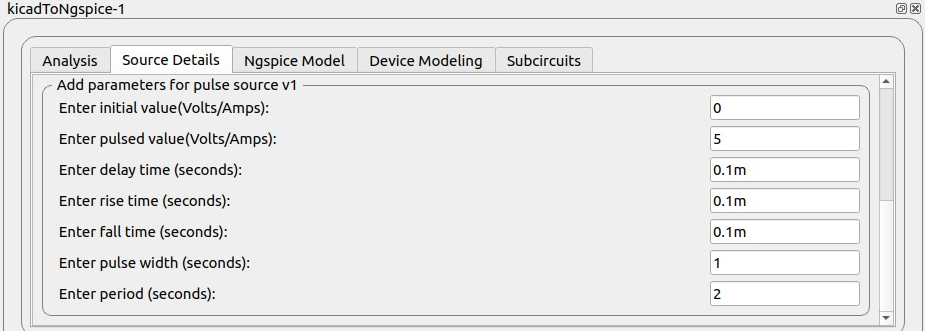 kicadToNgspice-1
Analysis Source Details Ngspice Model Device Modeling Subcircuits
Add parameters for pulse source v1
Enter initial value(Volts/Amps): 0
Enter pulsed value(Volts/Amps): 5
Enter delay time (seconds): 0.1m
Enter rise time (seconds): 0.1m
Enter fall time (seconds): 0.1m
Enter pulse width (seconds): 1
Enter period (seconds): 2